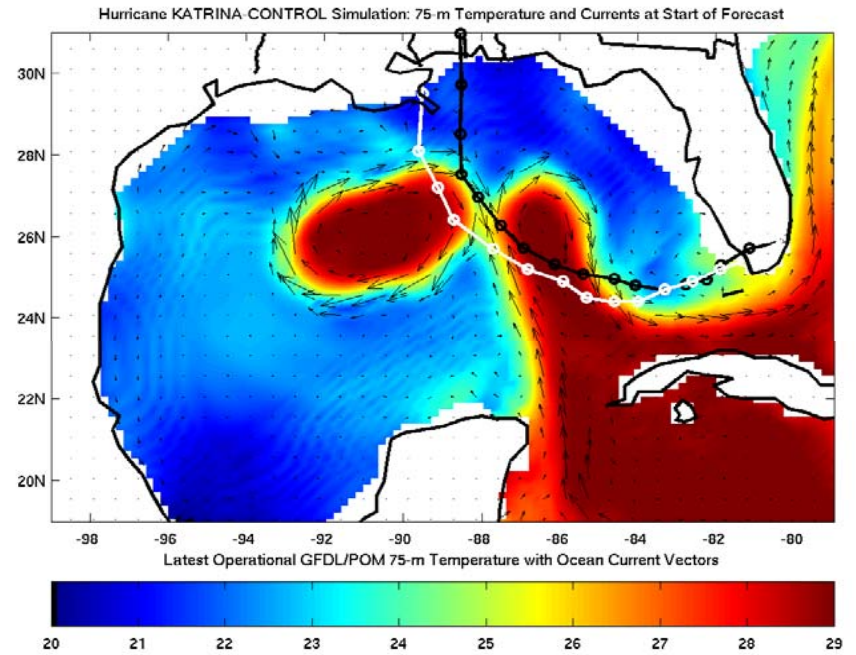 Hurricane KATRINA-CONTROL Simulation: 75-m Temperature and Currents at Start of Forecast
30N
28N
26N
24N
22N
20N
-98 -96 -94 -92 -90 -88 -86 -84 -82 -80
Latest Operational GFDL/POM 75-m Temperature with Ocean Current Vectors
20 21 22 23 24 25 26 27 28 29